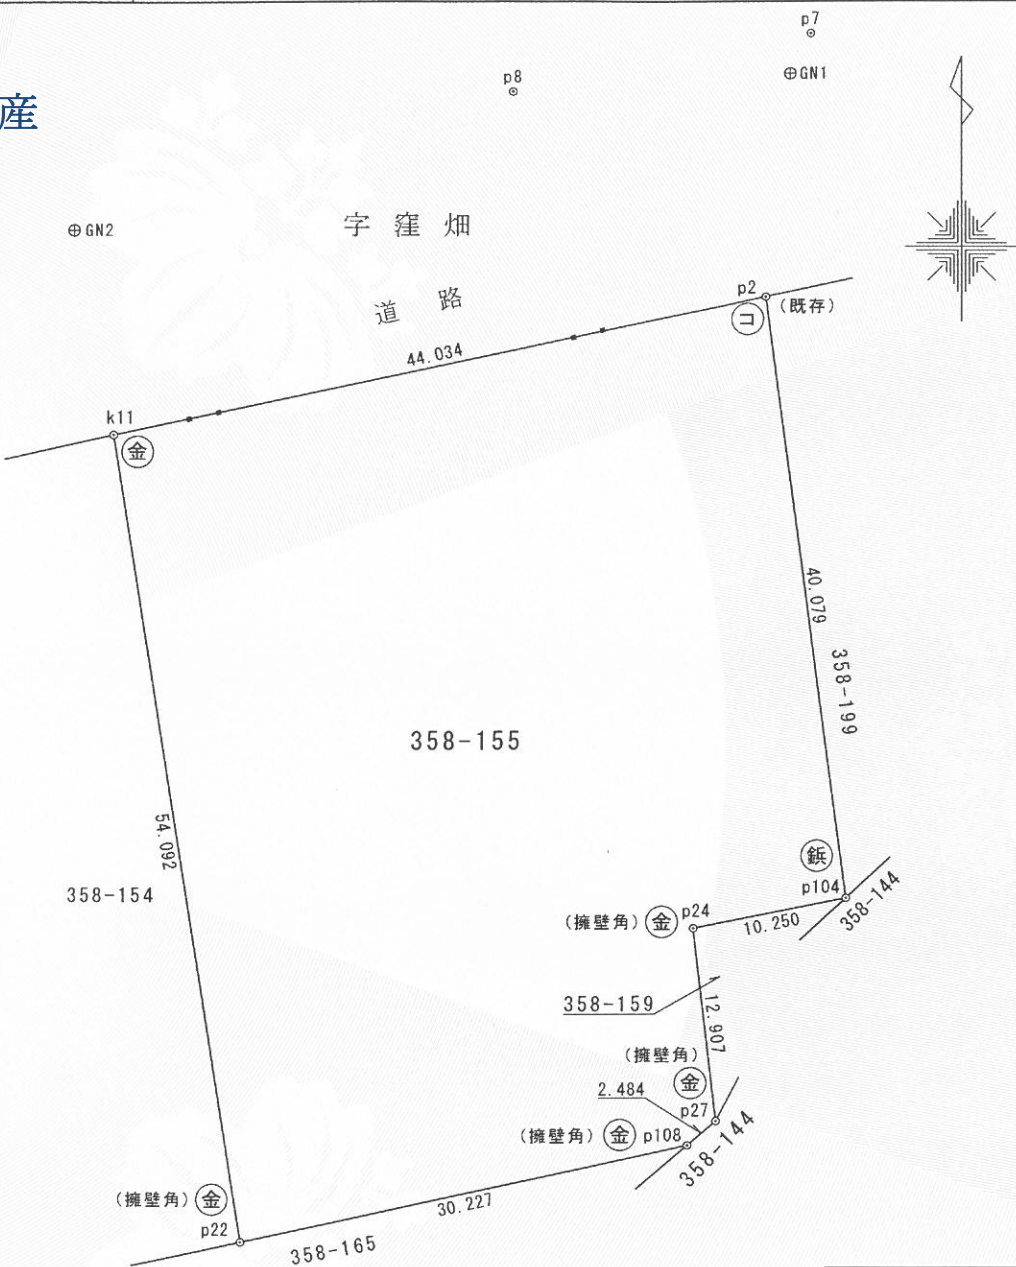 p7
p8
⊕GN1
産
⊕GN2
字 窪 畑
道 路
p2
(既存)
コ
44.034
k11
金
40.079
358-199
358-155
54.092
358-154
鋲
p104
358-144
(擁壁角) 金 p24
10.250
358-159
12.907
(擁壁角)
金
2.484
p27
(擁壁角) 金 p108
358-144
(擁壁角) 金
p22
30.227
358-165